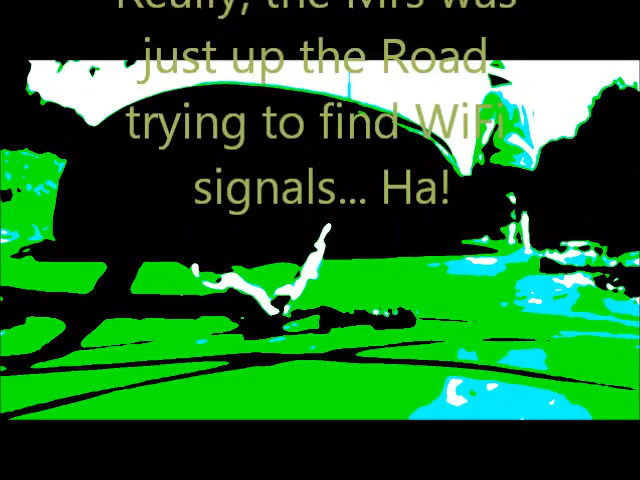 Really, the Mrs was
just up the Road
trying to find WiFi
signals... Ha!